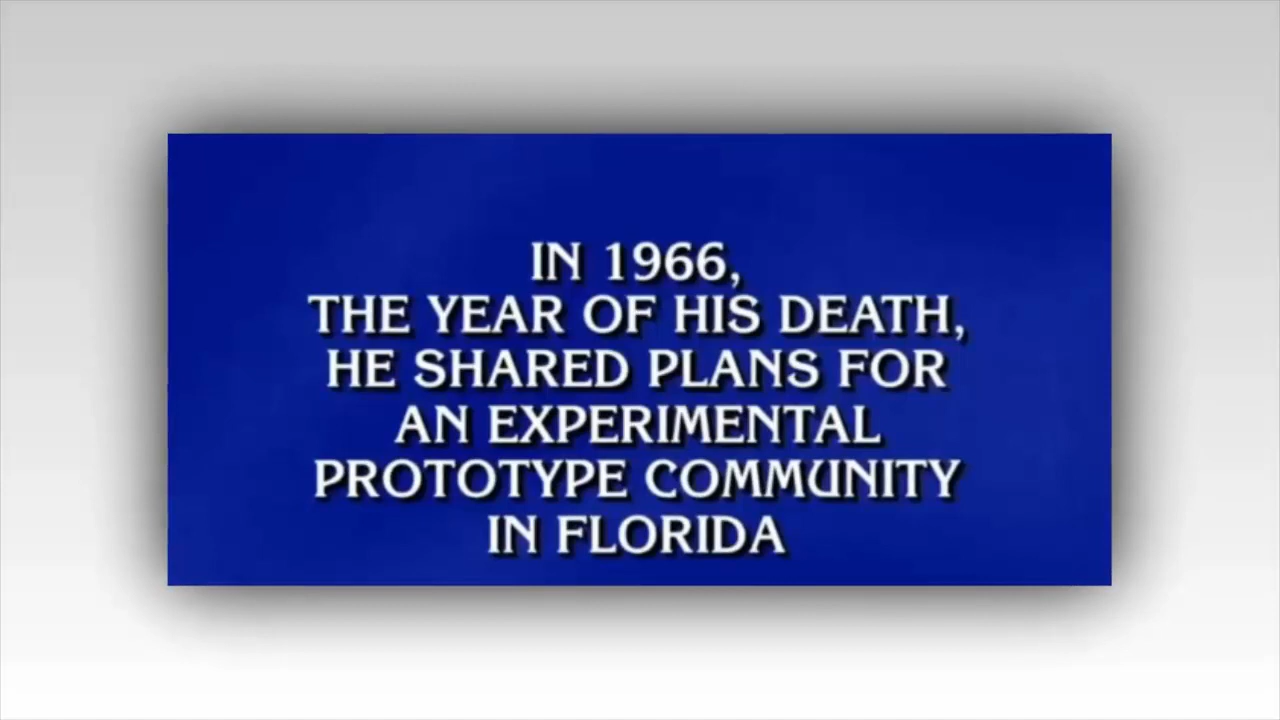 IN 1966,
THE YEAR OF HIS DEATH,
HE SHARED PLANS FOR
AN EXPERIMENTAL
PROTOTYPE COMMUNITY
IN FLORIDA